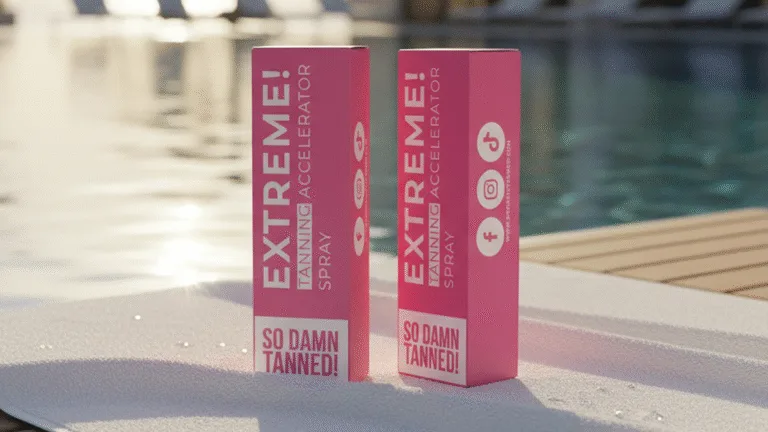 EXTREME!
TANNING ACCELERATOR
SPRAY
SO DAMN
TANNED!
EXTREME!
TANNING ACCELERATOR
SPRAY
SO DAMN
TANNED!